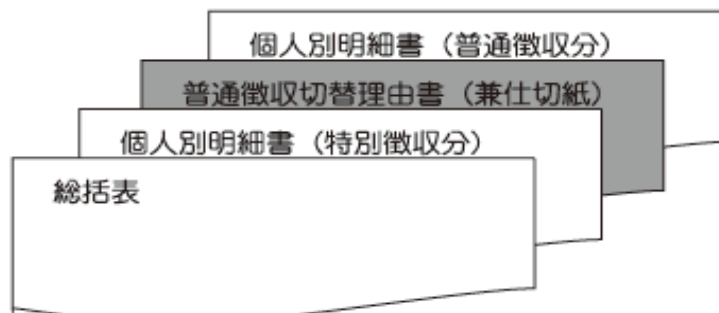 個人別明細書（普通徴収分）
普通徴収切替理由書（兼仕切紙）
個人別明細書（特別徴収分）
総括表